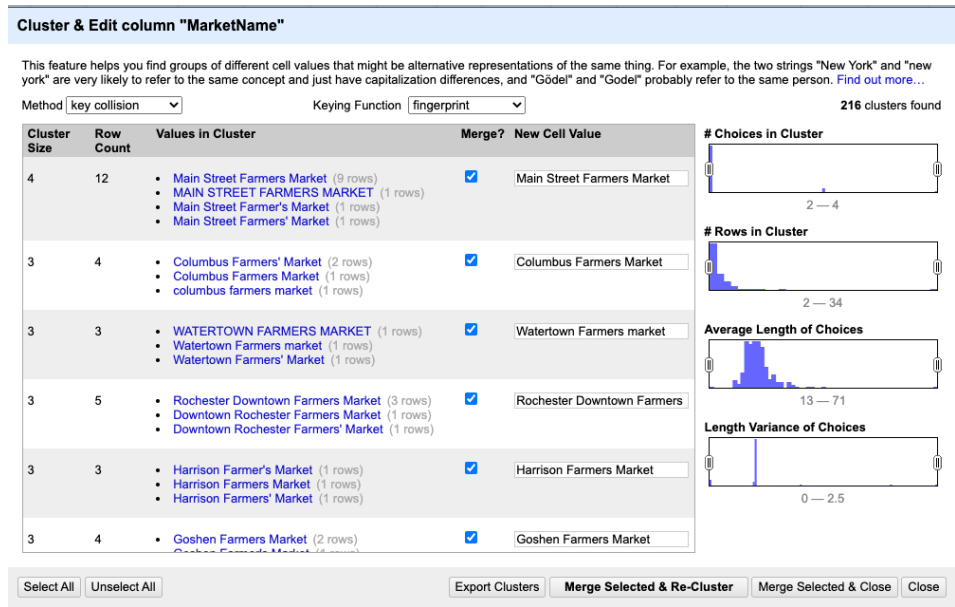 Cluster & Edit column "MarketName"
This feature helps you find groups of different cell values that might be alternative representations of the same thing. For example, the two strings "New York" and "new
york" are very likely to refer to the same concept and just have capitalization differences, and "Gödel" and "Godel" probably refer to the same person. Find out more…
Method key collision Keying Function fingerprint 216 clusters found
Cluster Size Row Count Values in Cluster Merge? New Cell Value
4 12 • Main Street Farmers Market (9 rows) Main Street Farmers Market
• MAIN STREET FARMERS MARKET (1 rows)
• Main Street Farmer's Market (1 rows)
• Main Street Farmers' Market (1 rows)
3 4 • Columbus Farmers' Market (2 rows) Columbus Farmers Market
• Columbus Farmers Market (1 rows)
• columbus farmers market (1 rows)
3 3 • WATERTOWN FARMERS MARKET (1 rows) Watertown Farmers market
• Watertown Farmers market (1 rows)
• Watertown Farmers' Market (1 rows)
3 5 • Rochester Downtown Farmers Market (3 rows) Rochester Downtown Farmers
• Downtown Rochester Farmers Market (1 rows)
• Downtown Rochester Farmers' Market (1 rows)
3 3 • Harrison Farmer's Market (1 rows) Harrison Farmers Market
• Harrison Farmers Market (1 rows)
• Harrison Farmers' Market (1 rows)
3 4 • Goshen Farmers Market (2 rows) Goshen Farmers Market
# Choices in Cluster
2 — 4
# Rows in Cluster
2 — 34
Average Length of Choices
13 — 71
Length Variance of Choices
0 — 2.5
Select All Unselect All Export Clusters Merge Selected & Re-Cluster Merge Selected & Close Close